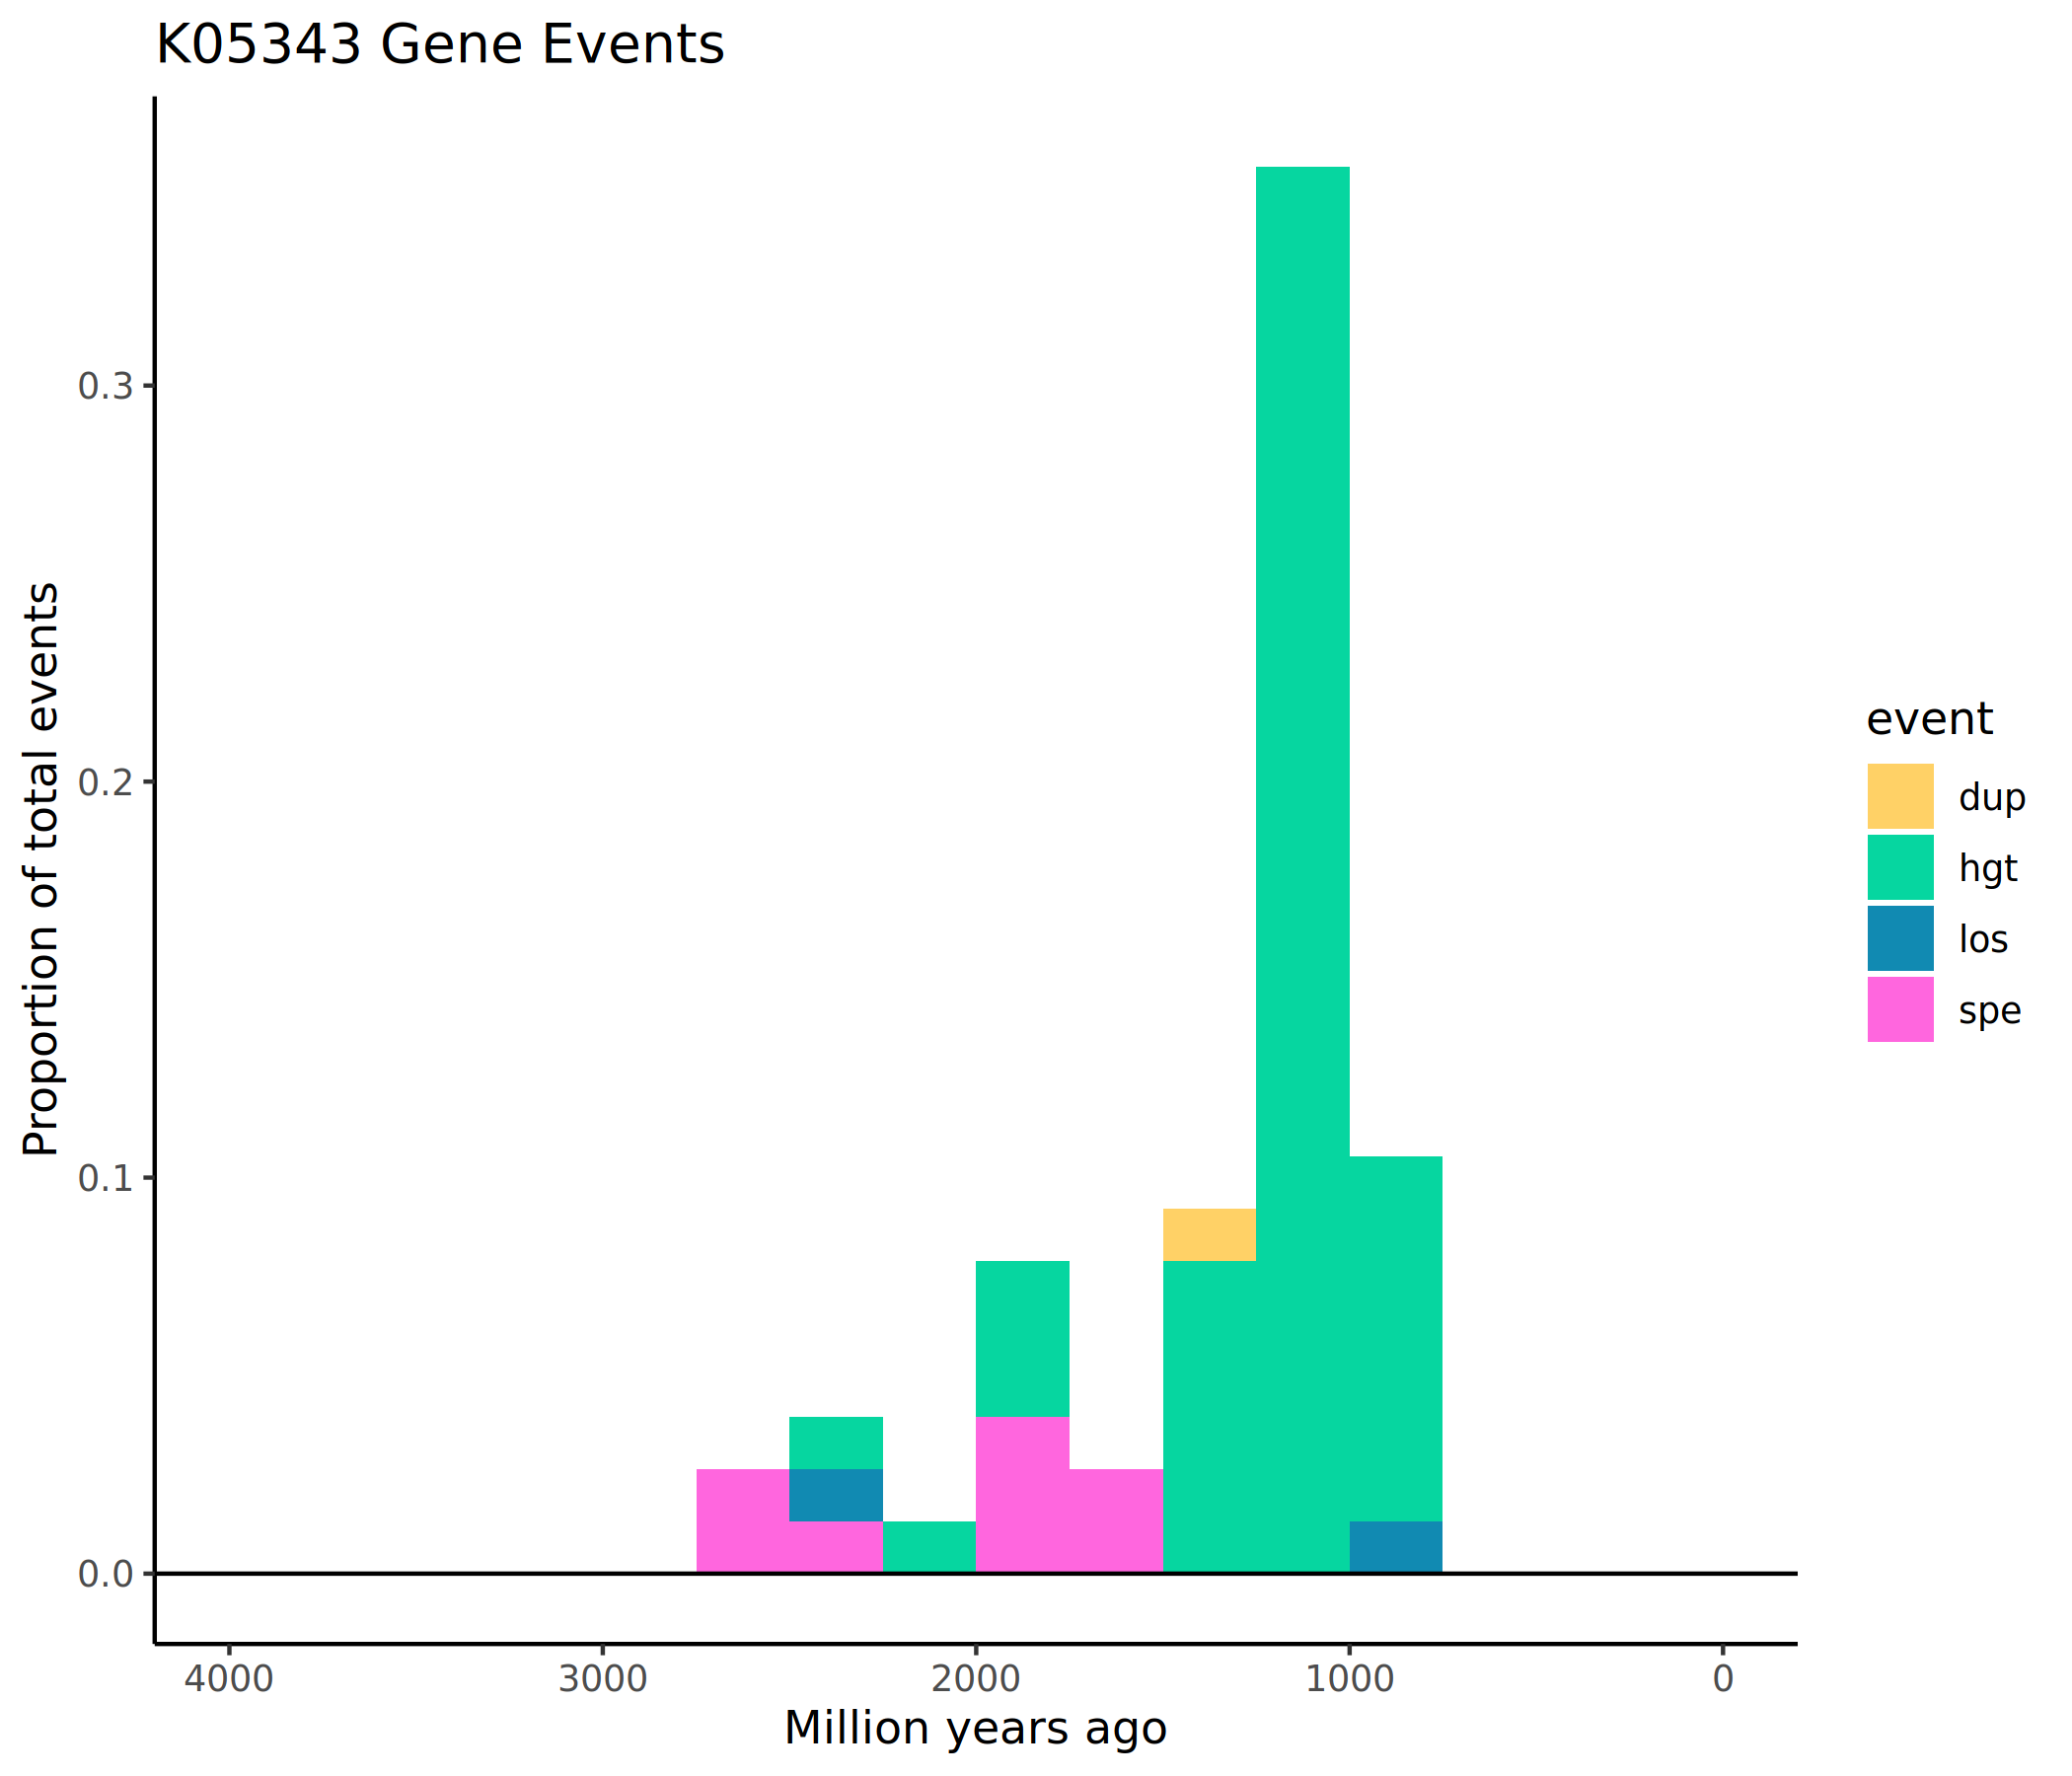 K05343 Gene Events
Proportion of total events
0.3
0.2
0.1
0.0
4000 3000 2000 1000 0
Million years ago
event
dup
hgt
los
spe